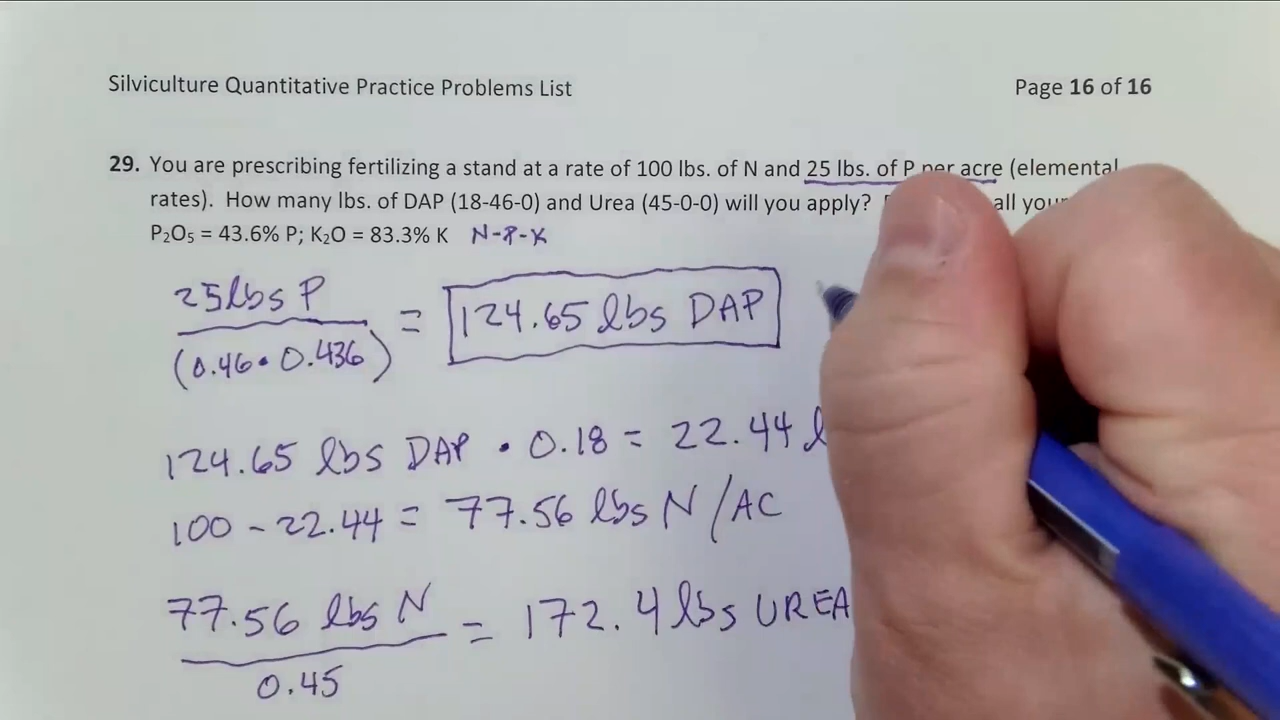 Silviculture Quantitative Practice Problems List
Page 16 of 16
29. You are prescribing fertilizing a stand at a rate of 100 lbs. of N and 25 lbs. of P per acre (elemental
rates). How many lbs. of DAP (18-46-0) and Urea (45-0-0) will you apply? all
P₂O₅ = 43.6% P; K₂O = 83.3% K N-P-K
25 lbs P
(0.46 • 0.436)
= 124.65 lbs DAP
124.65 lbs DAP • 0.18 = 22.44
100 - 22.44 = 77.56 lbs N/AC
77.56 lbs N
0.45
= 172.4 lbs UREA